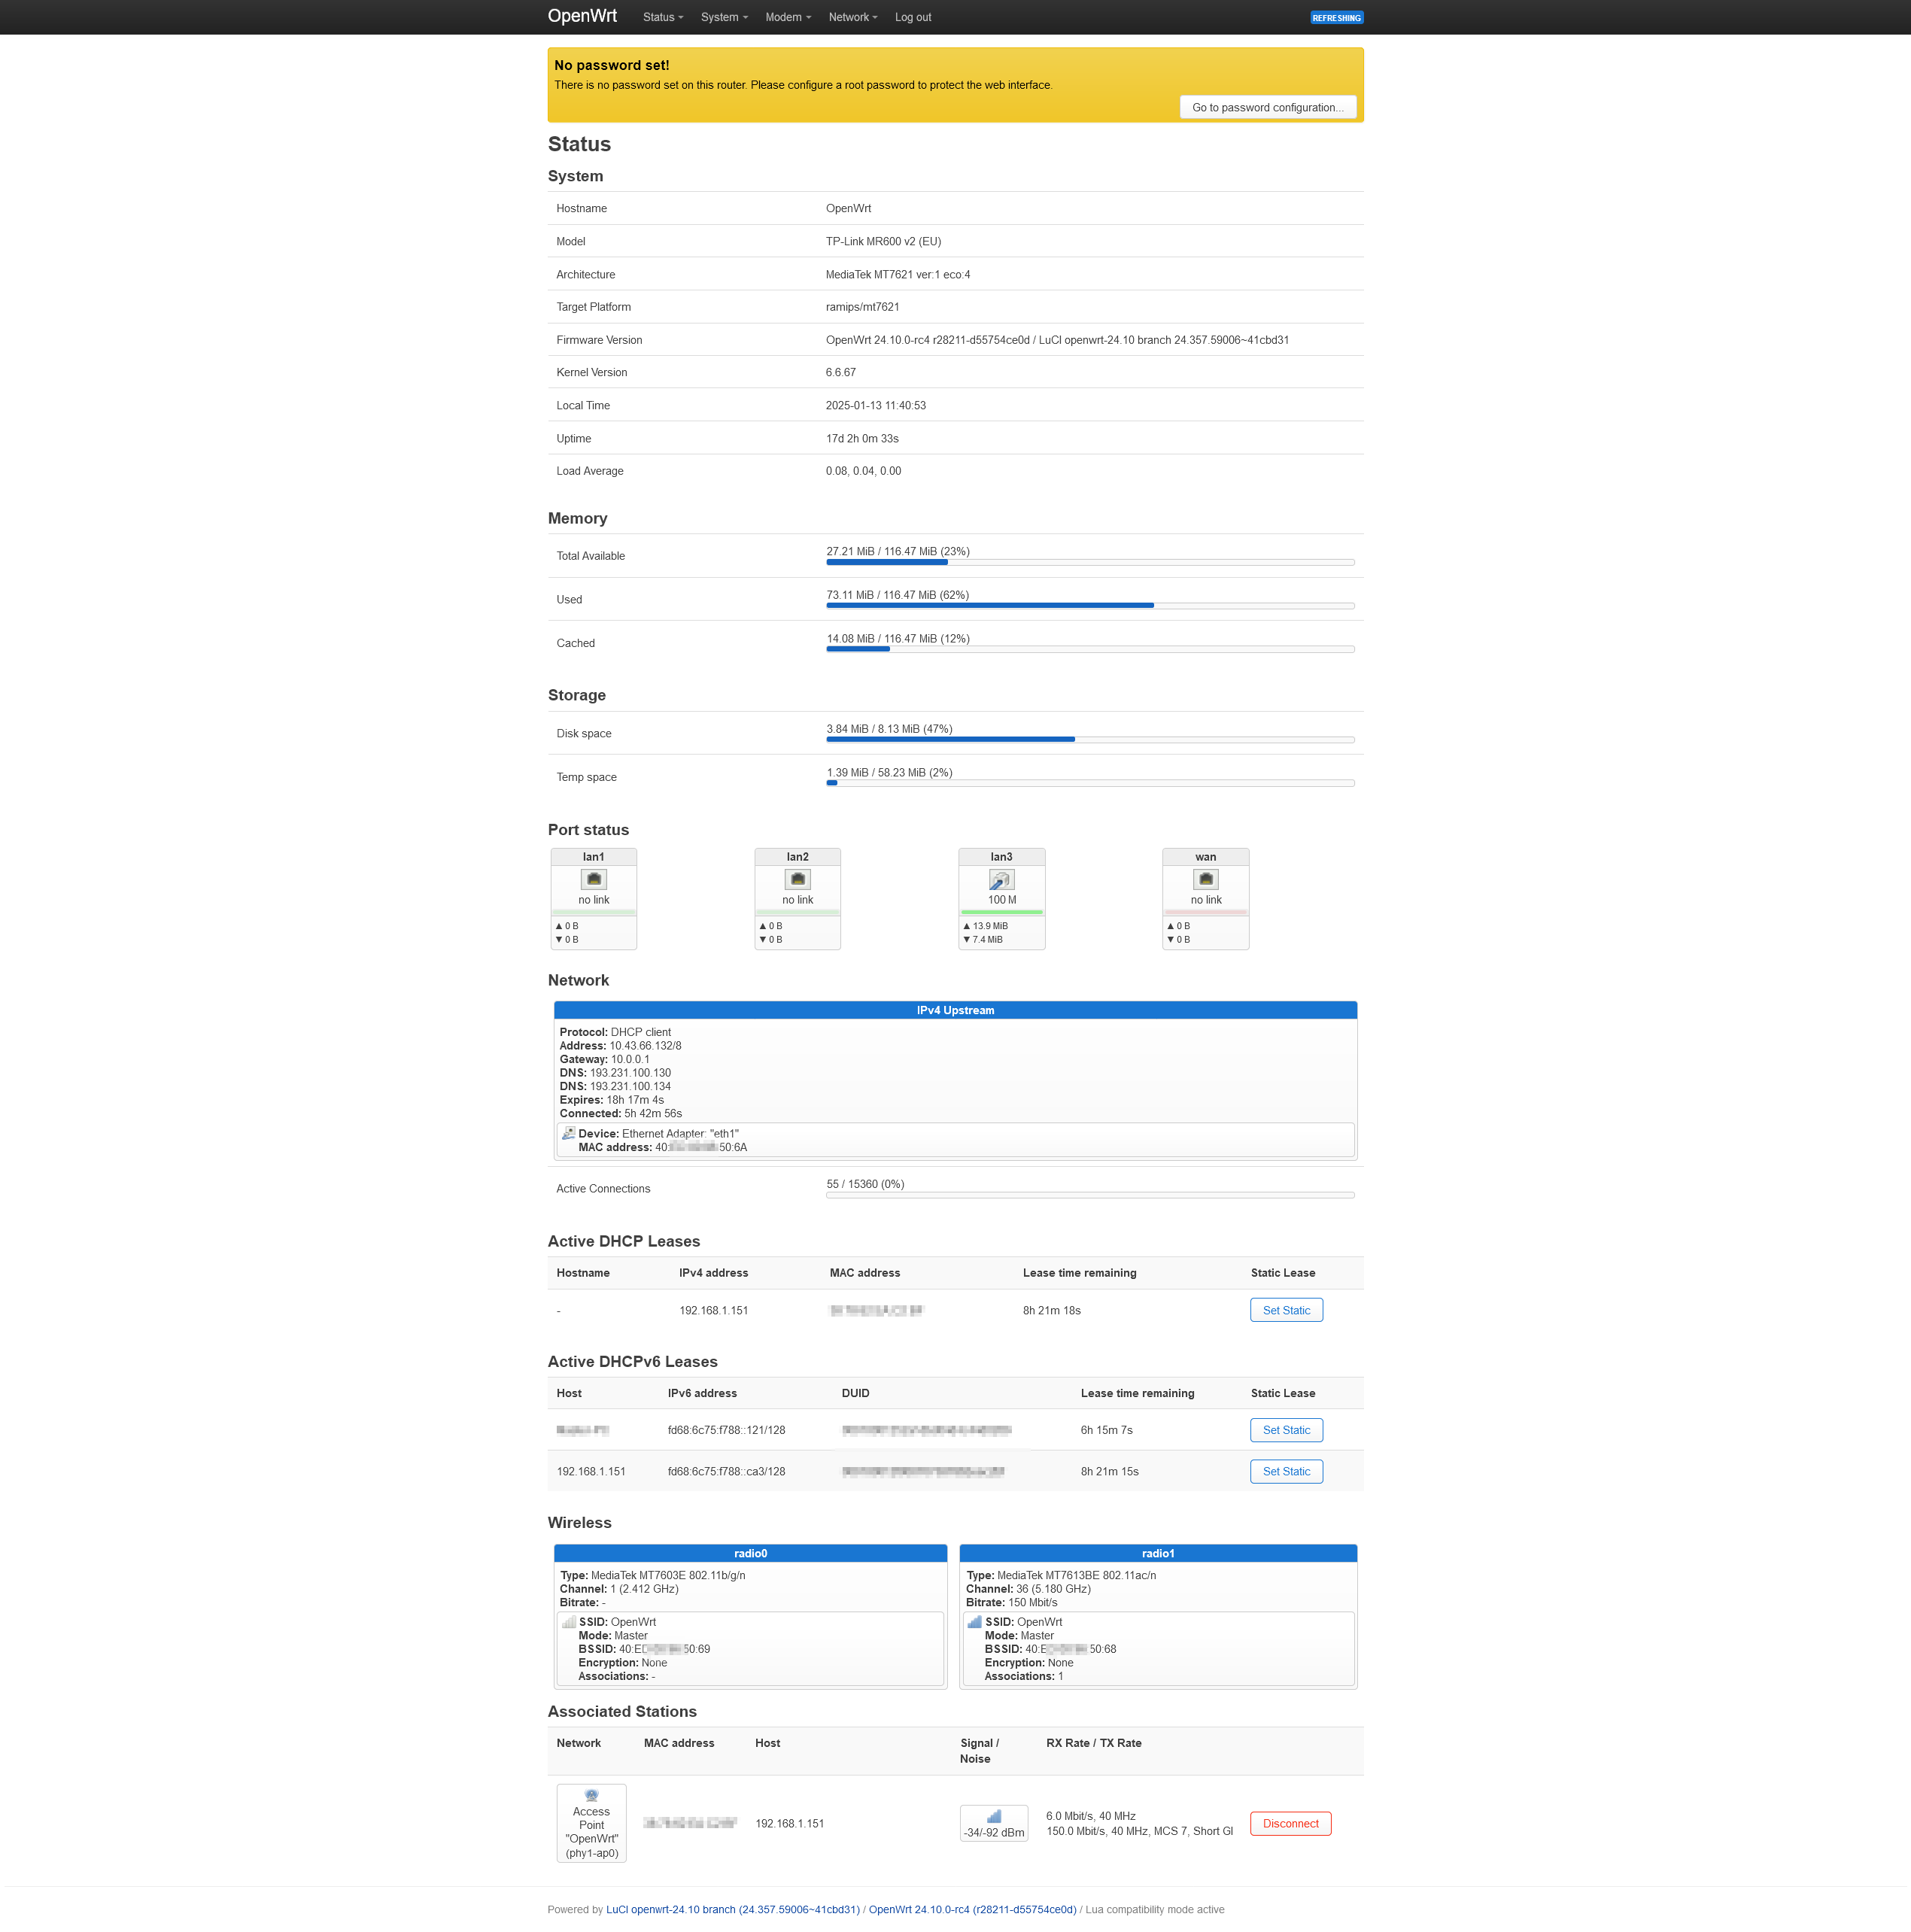 OpenWrt Status System Modem Network Log out REFRESHING
No password set!
There is no password set on this router. Please configure a root password to protect the web interface.
Go to password configuration...
Status
System
Hostname OpenWrt
Model TP-Link MR600 v2 (EU)
Architecture MediaTek MT7621 ver:1 eco:4
Target Platform ramips/mt7621
Firmware Version OpenWrt 24.10.0-rc4 r28211-d55754ce0d / LuCI openwrt-24.10 branch 24.357.59006~41cbd31
Kernel Version 6.6.67
Local Time 2025-01-13 11:40:53
Uptime 17d 2h 0m 33s
Load Average 0.08, 0.04, 0.00
Memory
Total Available 27.21 MiB / 116.47 MiB (23%)
Used 73.11 MiB / 116.47 MiB (62%)
Cached 14.08 MiB / 116.47 MiB (12%)
Storage
Disk space 3.84 MiB / 8.13 MiB (47%)
Temp space 1.39 MiB / 58.23 MiB (2%)
Port status
lan1 lan2 lan3 wan
no link no link 100 M no link
▲ 0 B ▲ 0 B ▲ 13.9 MiB ▲ 0 B
▼ 0 B ▼ 0 B ▼ 7.4 MiB ▼ 0 B
Network
IPv4 Upstream
Protocol: DHCP client
Address: 10.43.66.132/8
Gateway: 10.0.0.1
DNS: 193.231.100.130
DNS: 193.231.100.134
Expires: 18h 17m 4s
Connected: 5h 42m 56s
Device: Ethernet Adapter: "eth1"
MAC address: 40: 50:6A
Active Connections 55 / 15360 (0%)
Active DHCP Leases
Hostname IPv4 address MAC address Lease time remaining Static Lease
- 192.168.1.151 8h 21m 18s Set Static
Active DHCPv6 Leases
Host IPv6 address DUID Lease time remaining Static Lease
fd68:6c75:f788::121/128 6h 15m 7s Set Static
192.168.1.151 fd68:6c75:f788::ca3/128 8h 21m 15s Set Static
Wireless
radio0 radio1
Type: MediaTek MT7603E 802.11b/g/n Type: MediaTek MT7613BE 802.11ac/n
Channel: 1 (2.412 GHz) Channel: 36 (5.180 GHz)
Bitrate: - Bitrate: 150 Mbit/s
SSID: OpenWrt SSID: OpenWrt
Mode: Master Mode: Master
BSSID: 40: 50:69 BSSID: 40: 50:68
Encryption: None Encryption: None
Associations: - Associations: 1
Associated Stations
Network MAC address Host Signal / Noise RX Rate / TX Rate
Access Point "OpenWrt" (phy1-ap0) 192.168.1.151 -34/-92 dBm 6.0 Mbit/s, 40 MHz
150.0 Mbit/s, 40 MHz, MCS 7, Short GI Disconnect
Powered by LuCI openwrt-24.10 branch (24.357.59006~41cbd31) / OpenWrt 24.10.0-rc4 (r28211-d55754ce0d) / Lua compatibility mode active